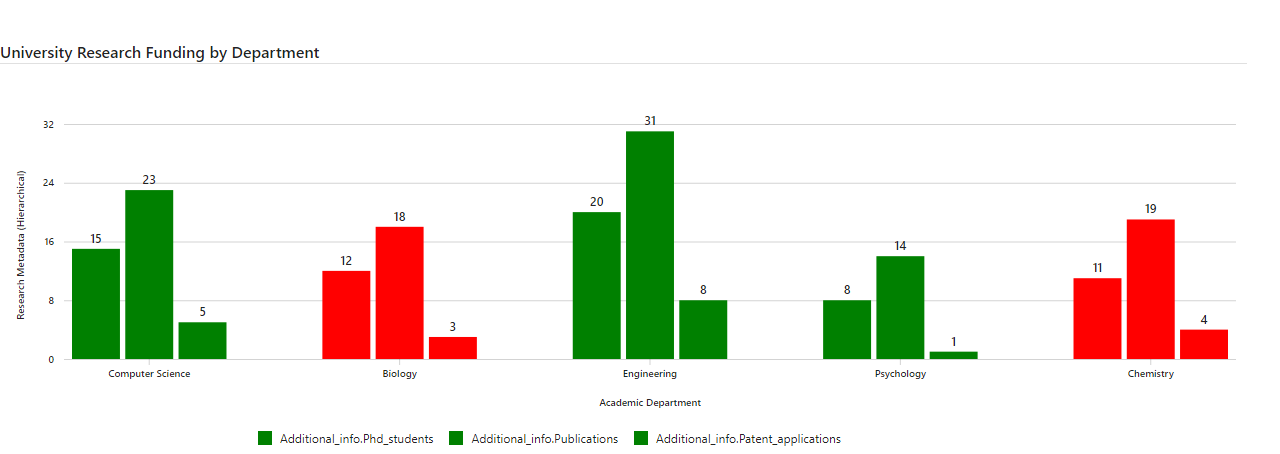 University Research Funding by Department
32
24
16
8
0
Research Metadata (Hierarchical)
15
23
5
12
18
3
20
31
8
8
14
1
11
19
4
Computer Science
Biology
Engineering
Psychology
Chemistry
Academic Department
Additional_info.Phd_students
Additional_info.Publications
Additional_info.Patent_applications